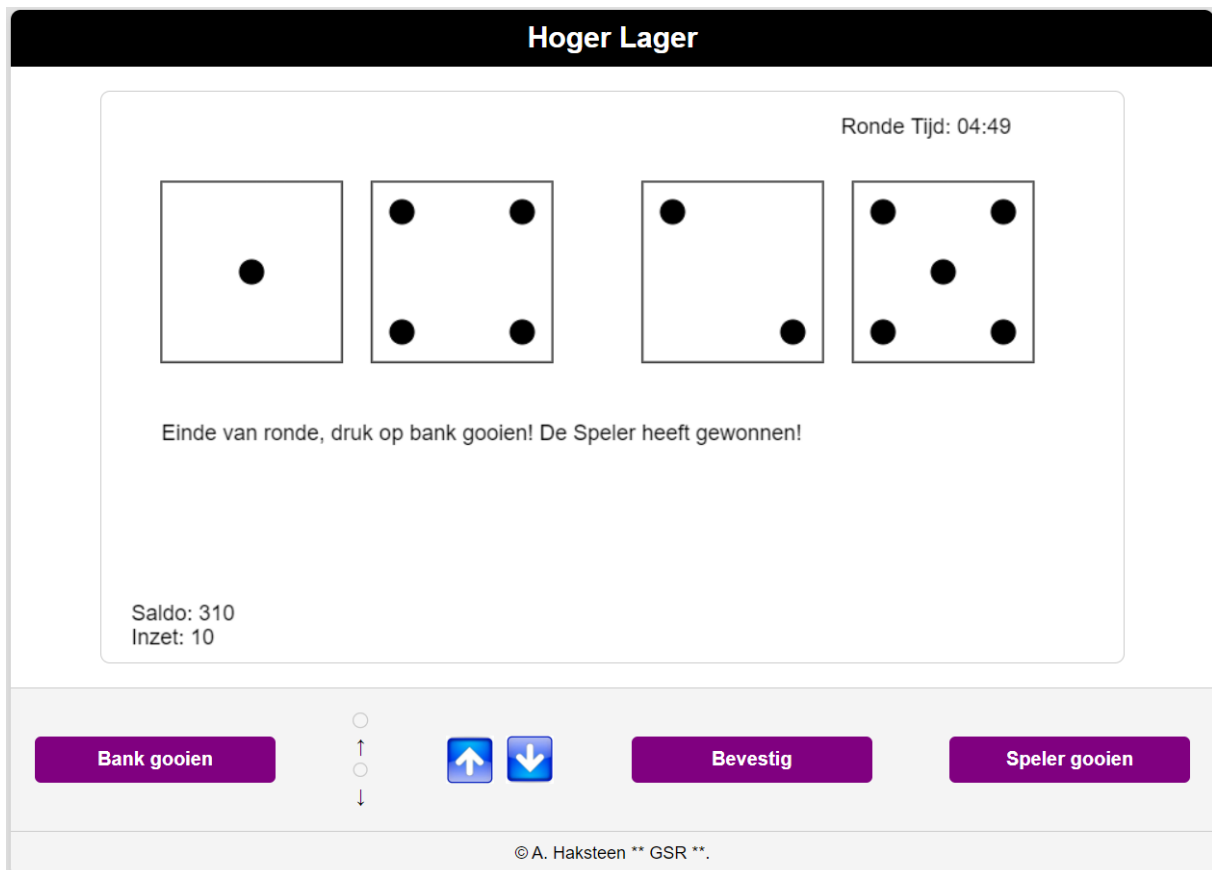 Hoger Lager
Ronde Tijd: 04:49
Einde van ronde, druk op bank gooien! De Speler heeft gewonnen!
Saldo: 310
Inzet: 10
Bank gooien
↑
↓
Bevestig
Speler gooien
© A. Haksteen ** GSR **.